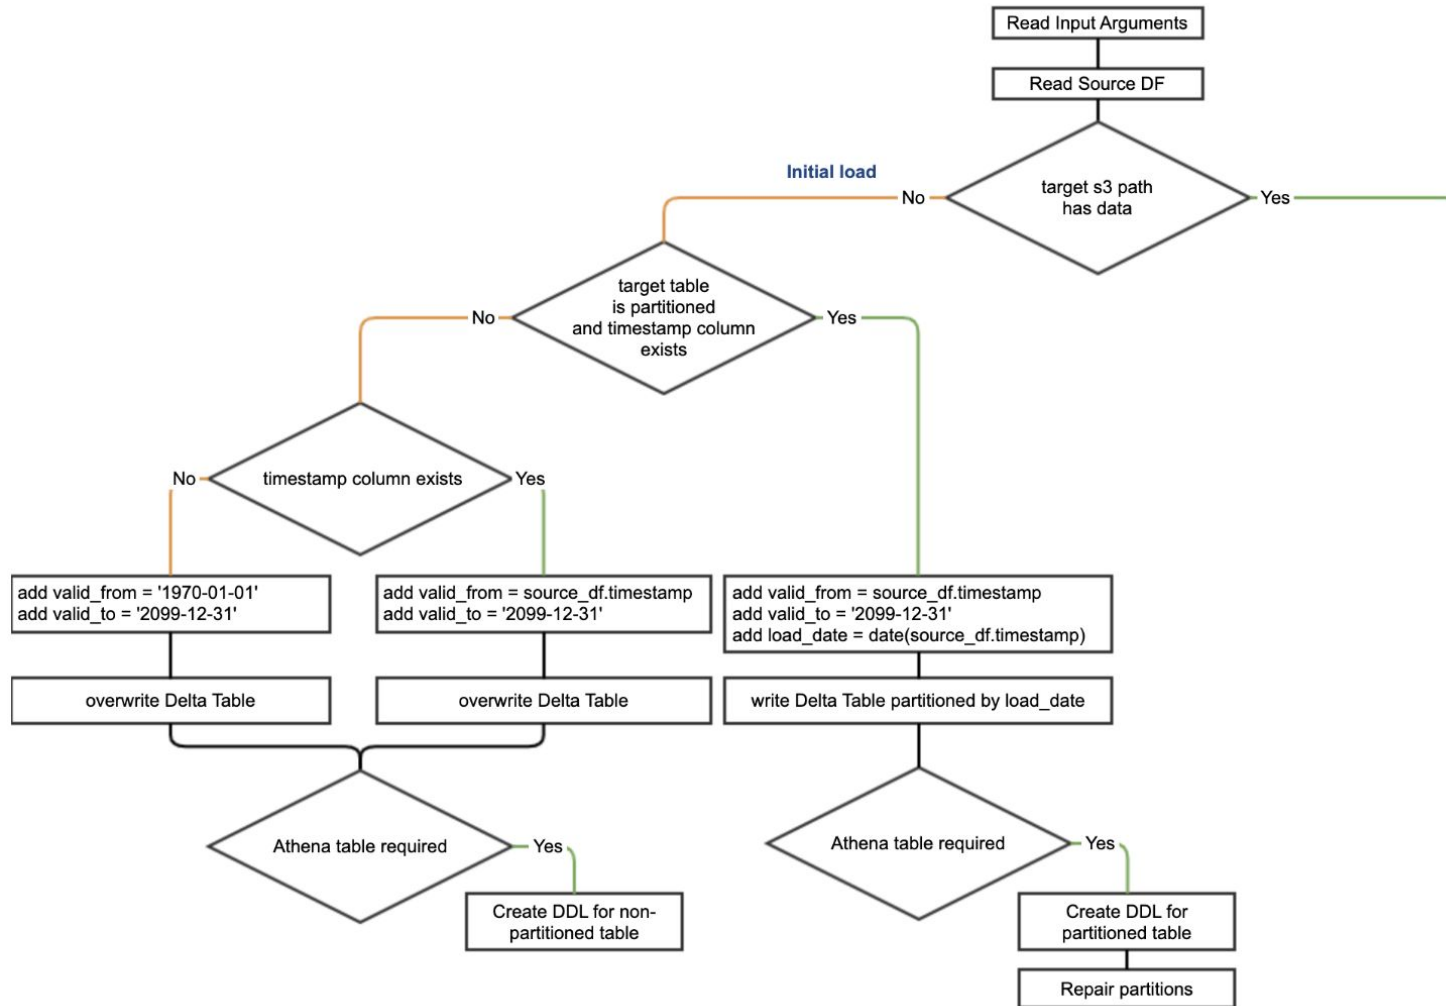 Read Input Arguments
Read Source DF
Initial load
No
target s3 path
has data
Yes
No
target table
is partitioned
and timestamp column
exists
Yes
No
timestamp column exists
Yes
add valid_from = '1970-01-01'
add valid_to = '2099-12-31'
add valid_from = source_df.timestamp
add valid_to = '2099-12-31'
add valid_from = source_df.timestamp
add valid_to = '2099-12-31'
add load_date = date(source_df.timestamp)
overwrite Delta Table
overwrite Delta Table
write Delta Table partitioned by load_date
Athena table required
Yes
Athena table required
Yes
Create DDL for non-
partitioned table
Create DDL for
partitioned table
Repair partitions